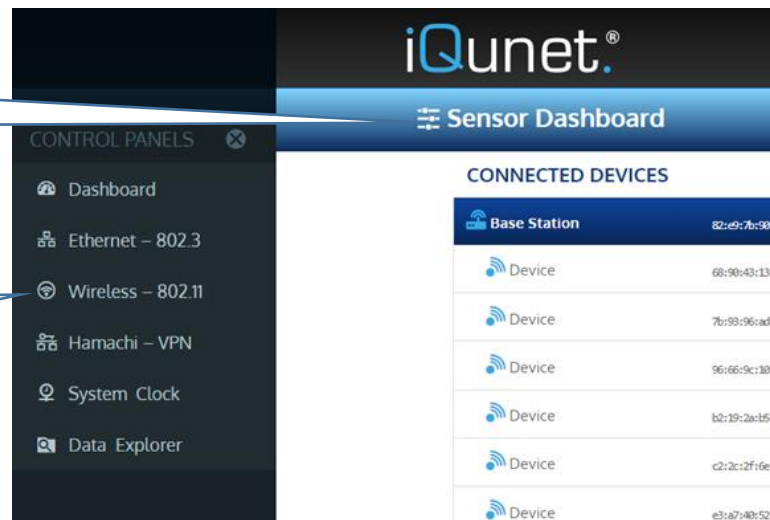 iQunet.®
Sensor Dashboard
CONTROL PANELS
Dashboard
Ethernet – 802.3
Wireless – 802.11
Hamachi – VPN
System Clock
Data Explorer
CONNECTED DEVICES
Base Station 82:e9:7b:90
Device 68:90:43:13
Device 7b:93:96:ad
Device 96:66:9c:10
Device b2:19:2a:b5
Device c2:2c:2f:6e
Device e3:a7:40:52